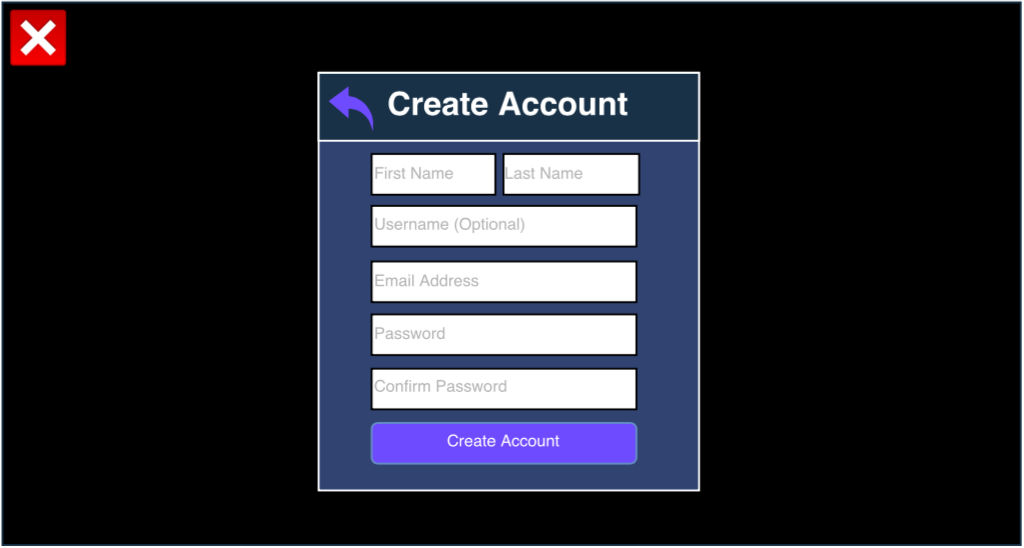 Create Account
First Name Last Name
Username (Optional)
Email Address
Password
Confirm Password
Create Account